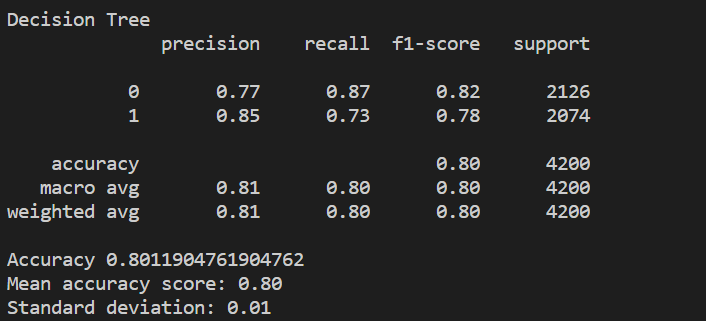 Decision Tree
precision recall f1-score support
0 0.77 0.87 0.82 2126
1 0.85 0.73 0.78 2074
accuracy 0.80 4200
macro avg 0.81 0.80 0.80 4200
weighted avg 0.81 0.80 0.80 4200
Accuracy 0.8011904761904762
Mean accuracy score: 0.80
Standard deviation: 0.01